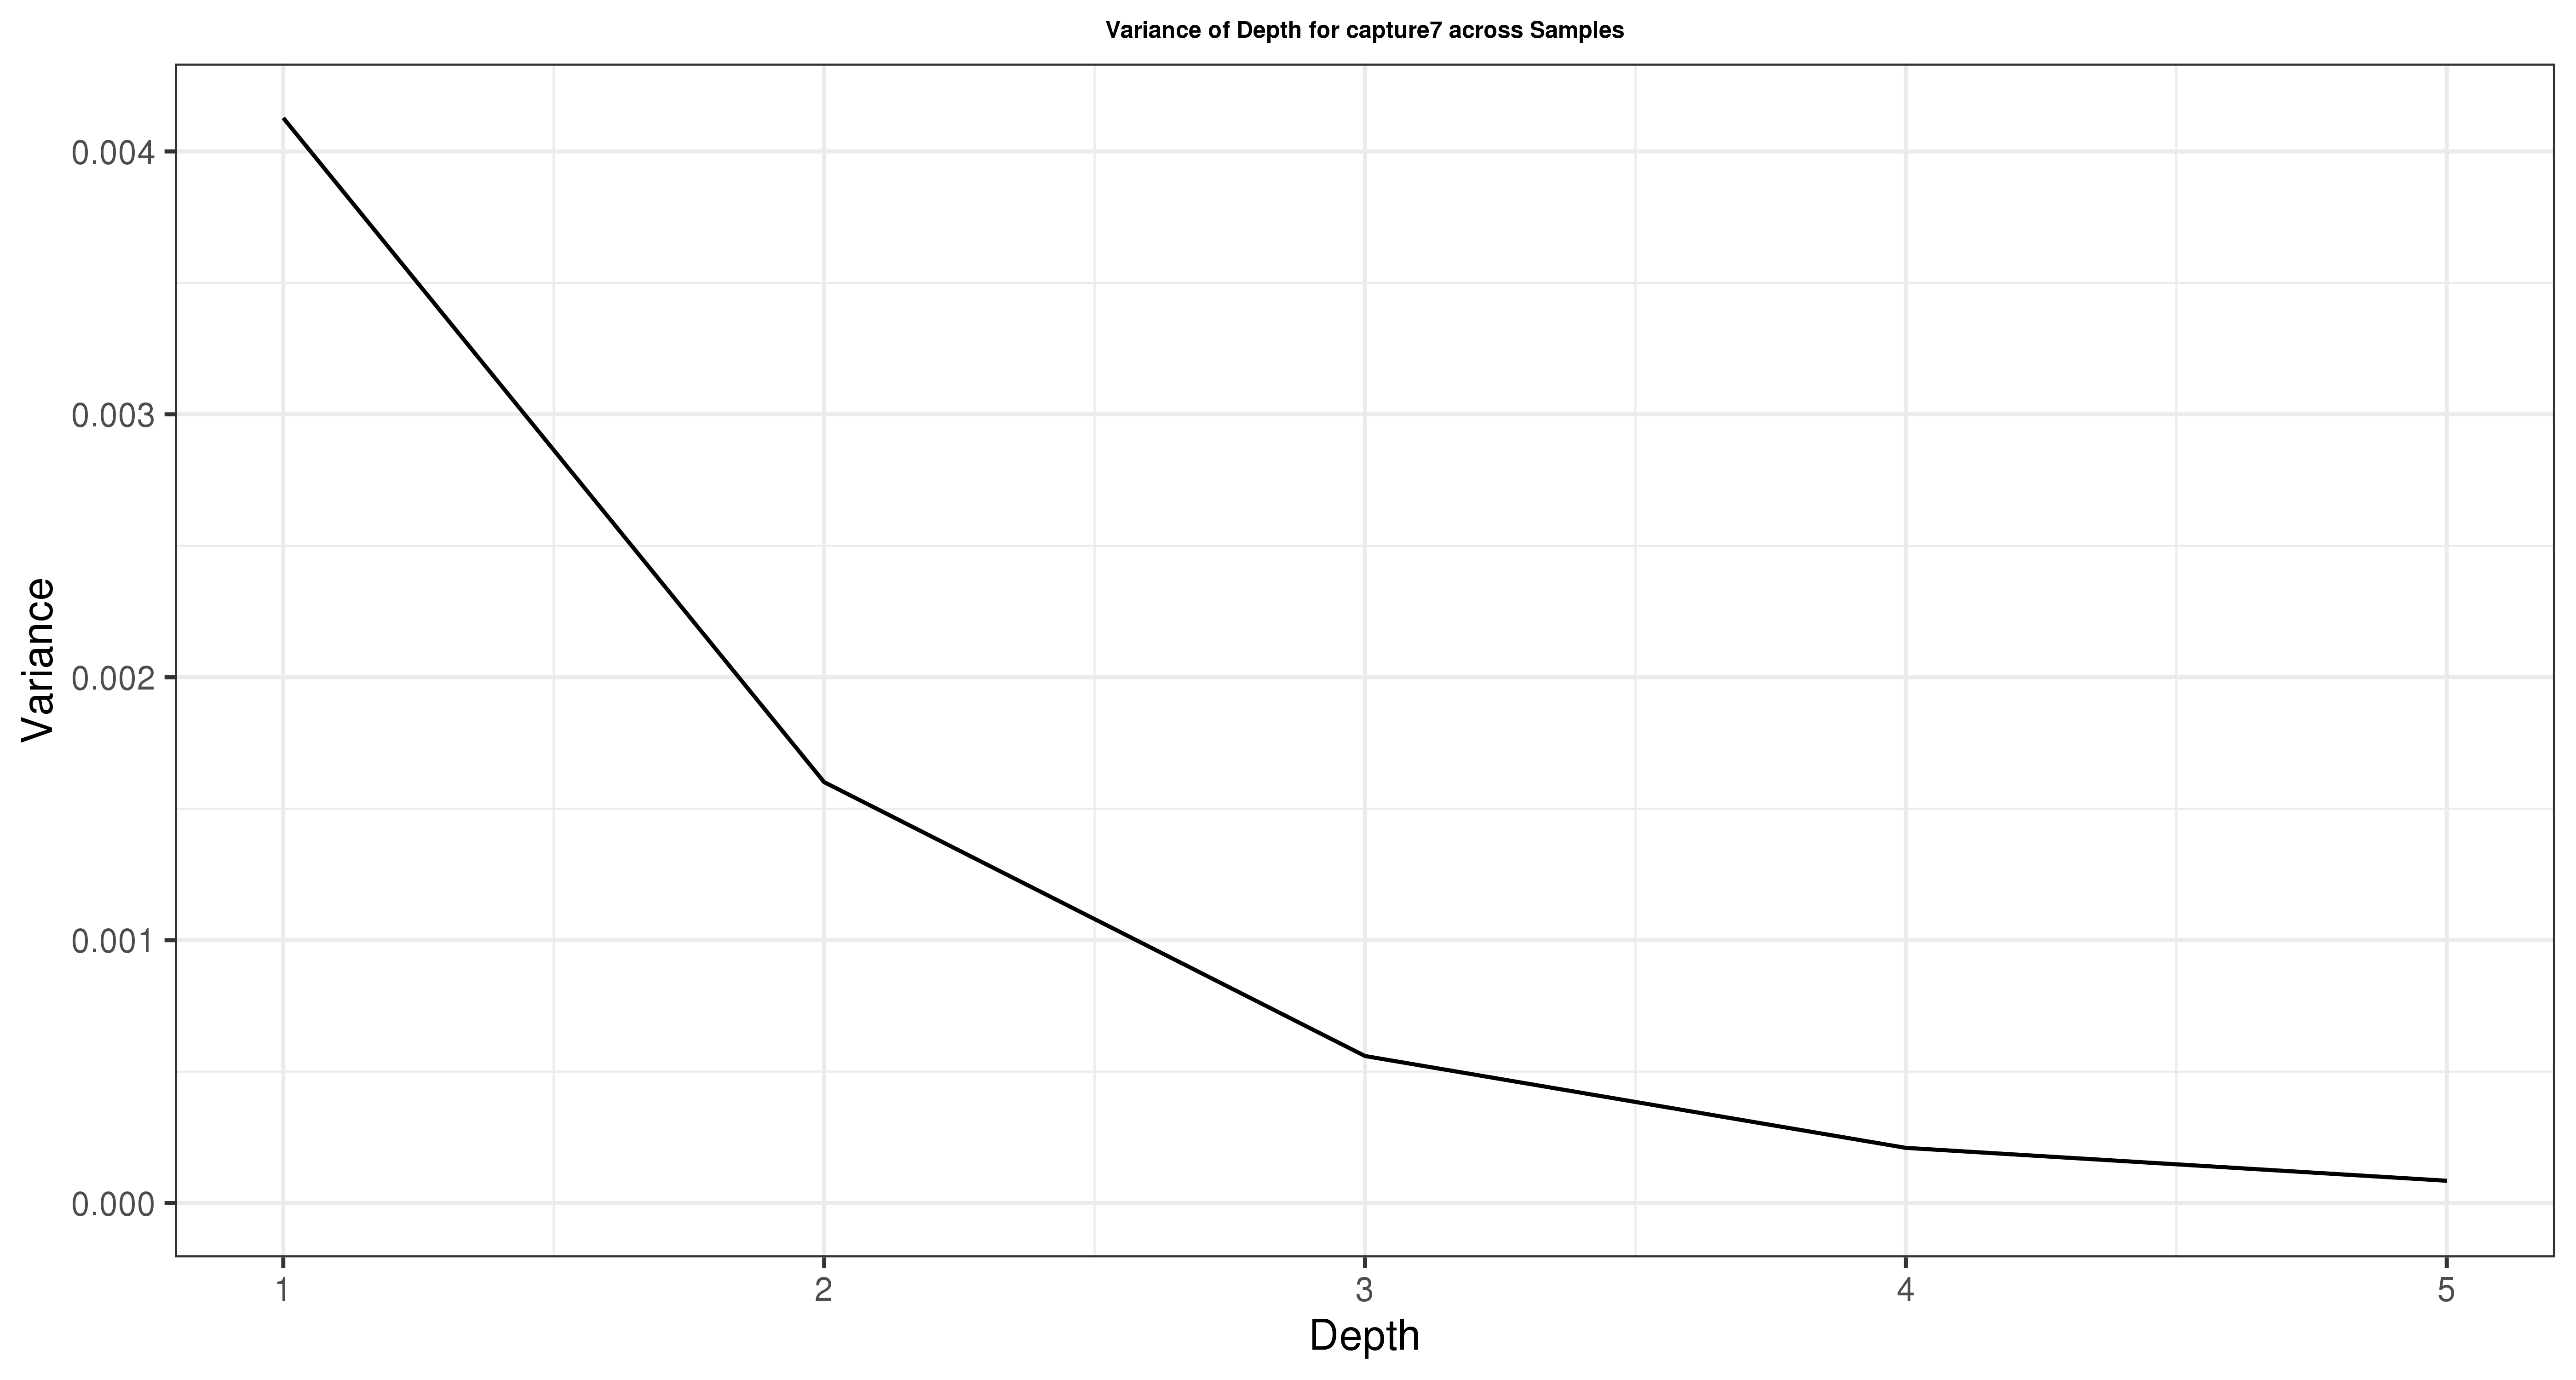 Variance of Depth for capture7 across Samples
Variance
0.004
0.003
0.002
0.001
0.000
1 2 3 4 5
Depth